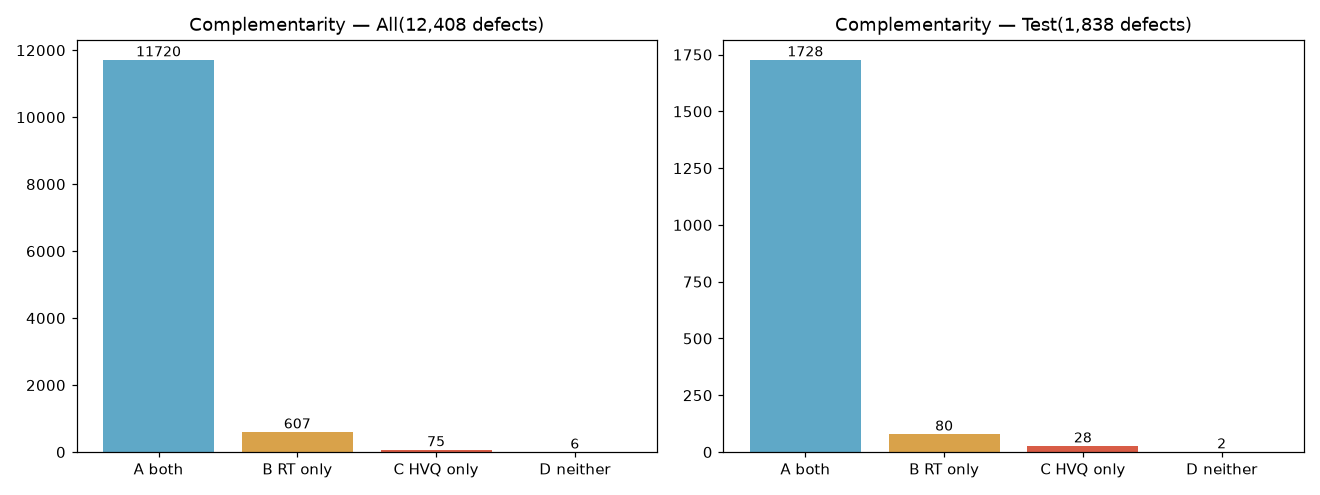 Complementarity — All(12,408 defects)
12000
10000
8000
6000
4000
2000
0
11720
607
75
6
A both
B RT only
C HVQ only
D neither
Complementarity — Test(1,838 defects)
1750
1500
1250
1000
750
500
250
0
1728
80
28
2
A both
B RT only
C HVQ only
D neither